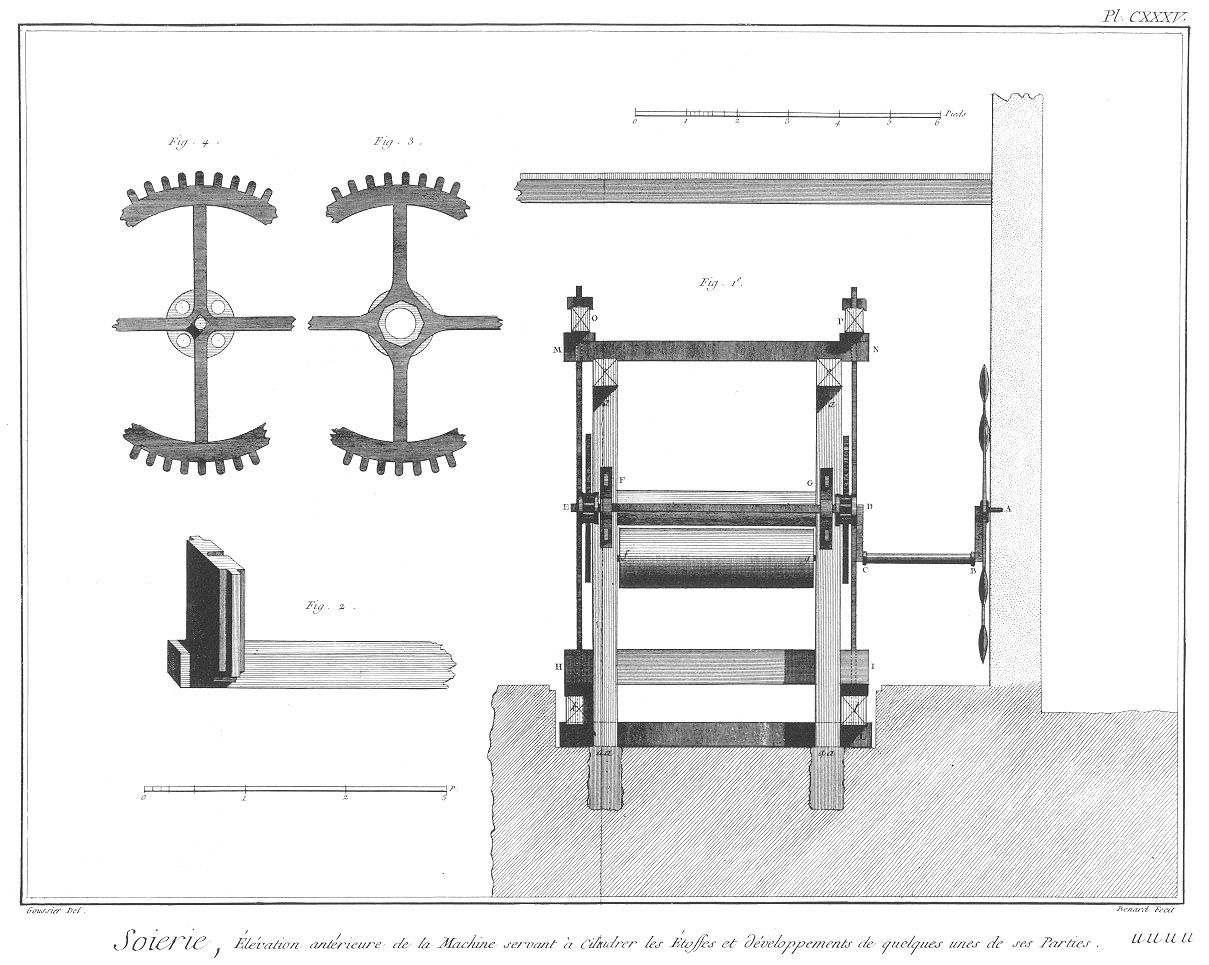 Pl. CXXXV.
0 1 2 3 4 5 6 Pieds
Fig. 4. Fig. 3.
Fig. 1e.
O P
M N
F G
E D A
f g
C B
Fig. 2.
H I
a a a a
0 1 2 3 P
Goussier Del. Benard Fecit
Soierie, Élévation antérieure de la Machine servant à Cilindrer les Étoffes et développements de quelques unes de ses Parties. uuuu